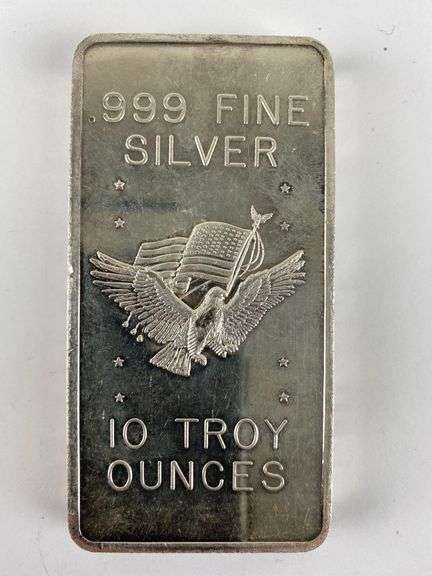 .999 FINE
SILVER
10 TROY
OUNCES